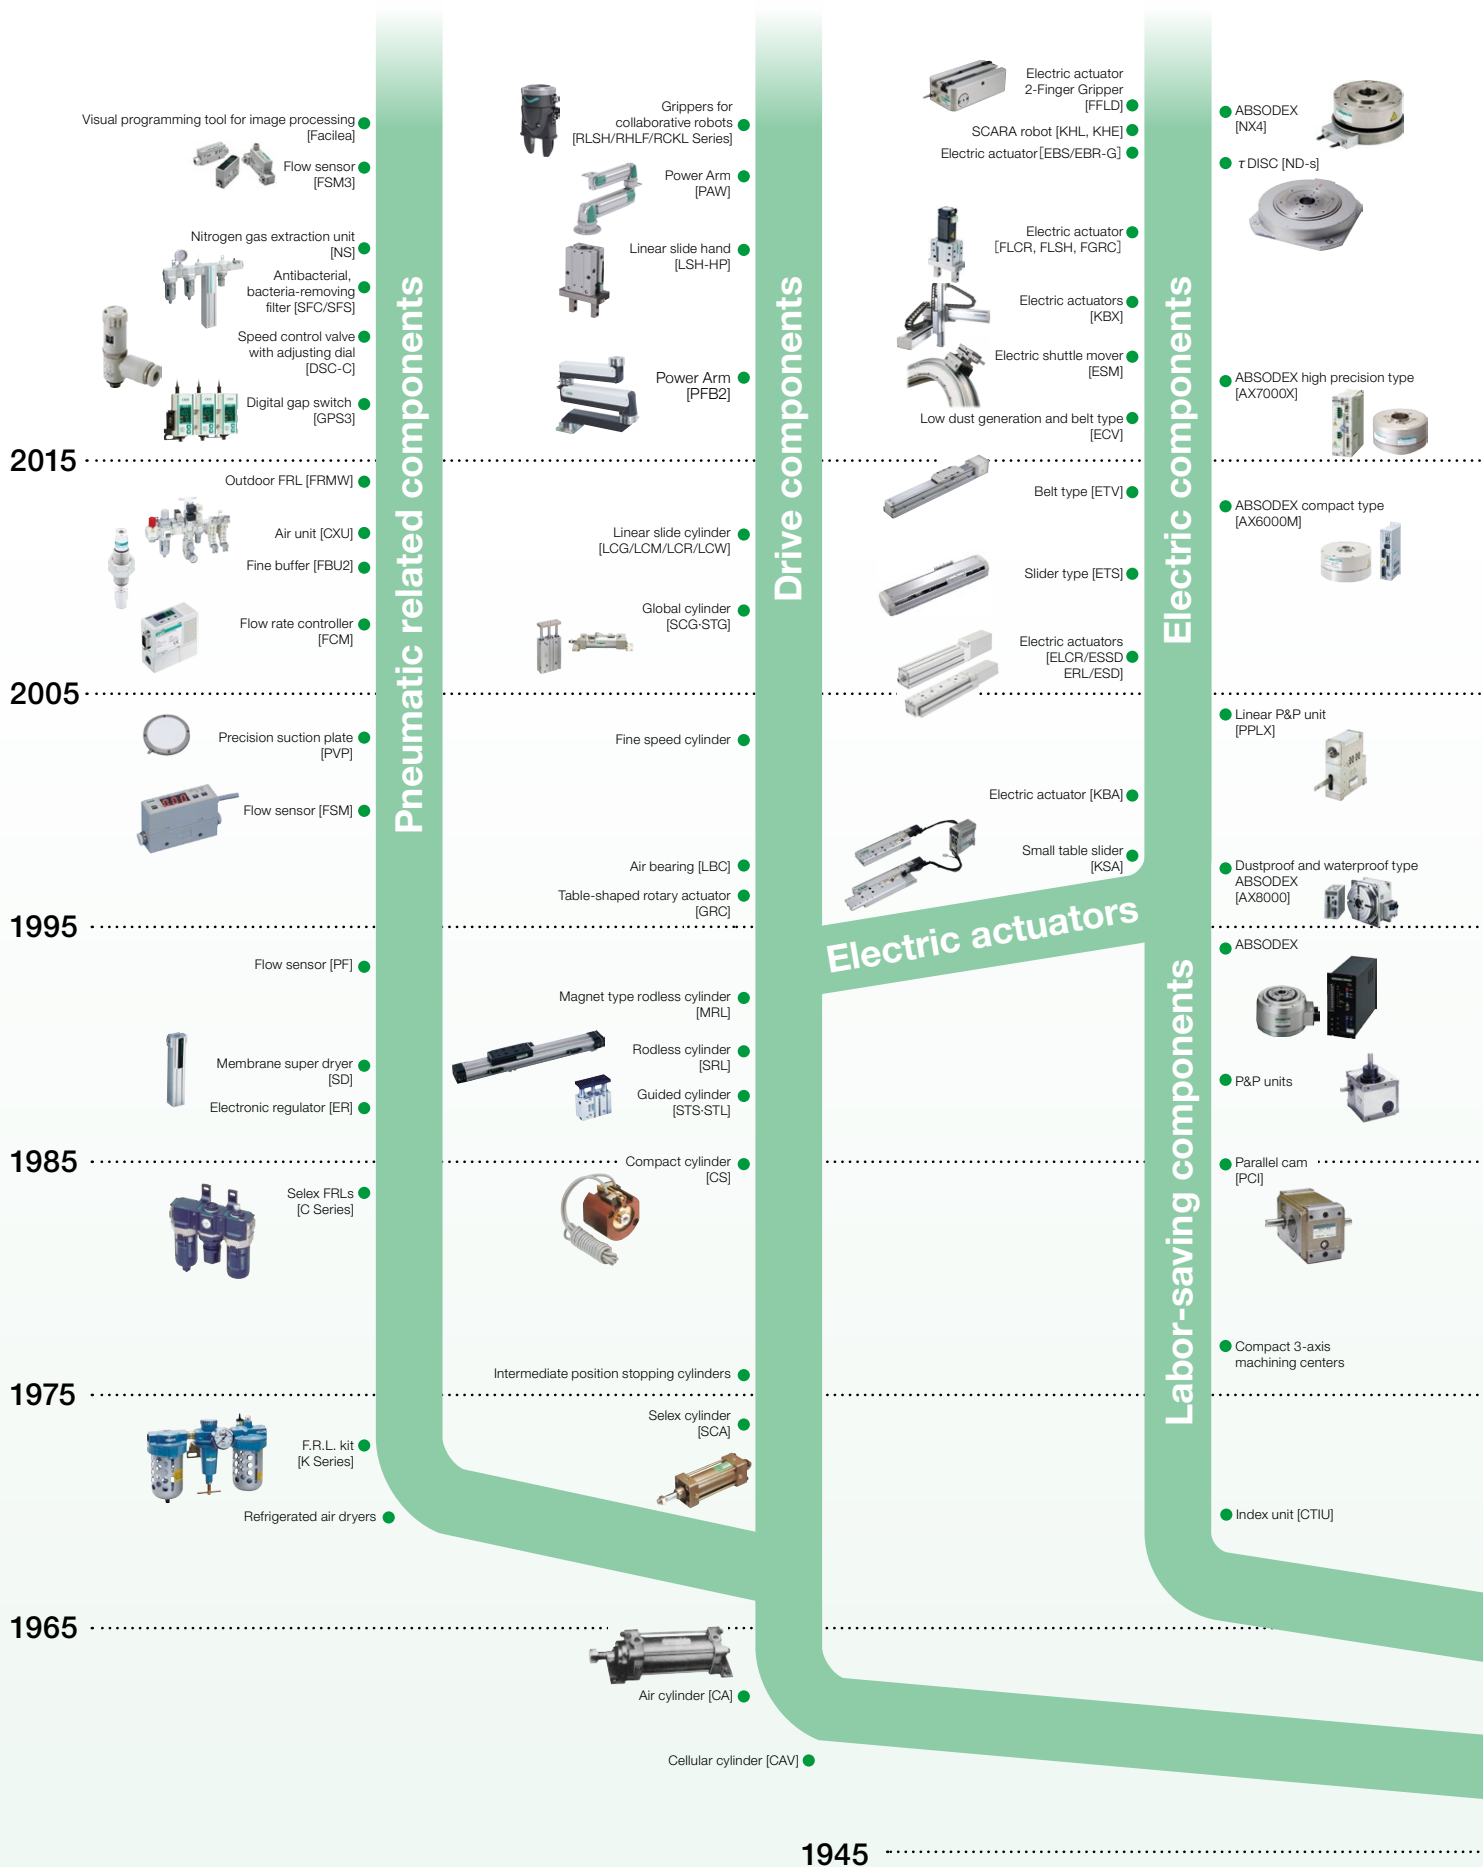 Visual programming tool for image processing
[Facilea]
Flow sensor
[FSM3]
Nitrogen gas extraction unit
[NS]
Antibacterial,
bacteria-removing
filter [SFC/SFS]
Speed control valve
with adjusting dial
[DSC-C]
Digital gap switch
[GPS3]
2015
Outdoor FRL [FRMW]
Air unit [CXU]
Fine buffer [FBU2]
Flow rate controller
[FCM]
2005
Precision suction plate
[PVP]
Flow sensor [FSM]
1995
Flow sensor [PF]
Membrane super dryer
[SD]
Electronic regulator [ER]
1985
Selex FRLs
[C Series]
1975
F.R.L. kit
[K Series]
Refrigerated air dryers
1965
Pneumatic related components
Grippers for
collaborative robots
[RLSH/RHLF/RCKL Series]
Power Arm
[PAW]
Linear slide hand
[LSH-HP]
Power Arm
[PFB2]
Linear slide cylinder
[LCG/LCM/LCR/LCW]
Global cylinder
[SCG·STG]
Fine speed cylinder
Air bearing [LBC]
Table-shaped rotary actuator
[GRC]
Magnet type rodless cylinder
[MRL]
Rodless cylinder
[SRL]
Guided cylinder
[STS·STL]
Compact cylinder
[CS]
Intermediate position stopping cylinders
Selex cylinder
[SCA]
Air cylinder [CA]
Cellular cylinder [CAV]
Drive components
Electric actuator
2-Finger Gripper
[FFLD]
SCARA robot [KHL, KHE]
Electric actuator [EBS/EBR-G]
Electric actuator
[FLCR, FLSH, FGRC]
Electric actuators
[KBX]
Electric shuttle mover
[ESM]
Low dust generation and belt type
[ECV]
Belt type [ETV]
Slider type [ETS]
Electric actuators
[ELCR/ESSD
ERL/ESD]
Electric actuator [KBA]
Small table slider
[KSA]
Electric actuators
Electric components
Labor-saving components
ABSODEX
[NX4]
τ DISC [ND-s]
ABSODEX high precision type
[AX7000X]
ABSODEX compact type
[AX6000M]
Linear P&P unit
[PPLX]
Dustproof and waterproof type
ABSODEX
[AX8000]
ABSODEX
P&P units
Parallel cam
[PCI]
Compact 3-axis
machining centers
Index unit [CTIU]
1945